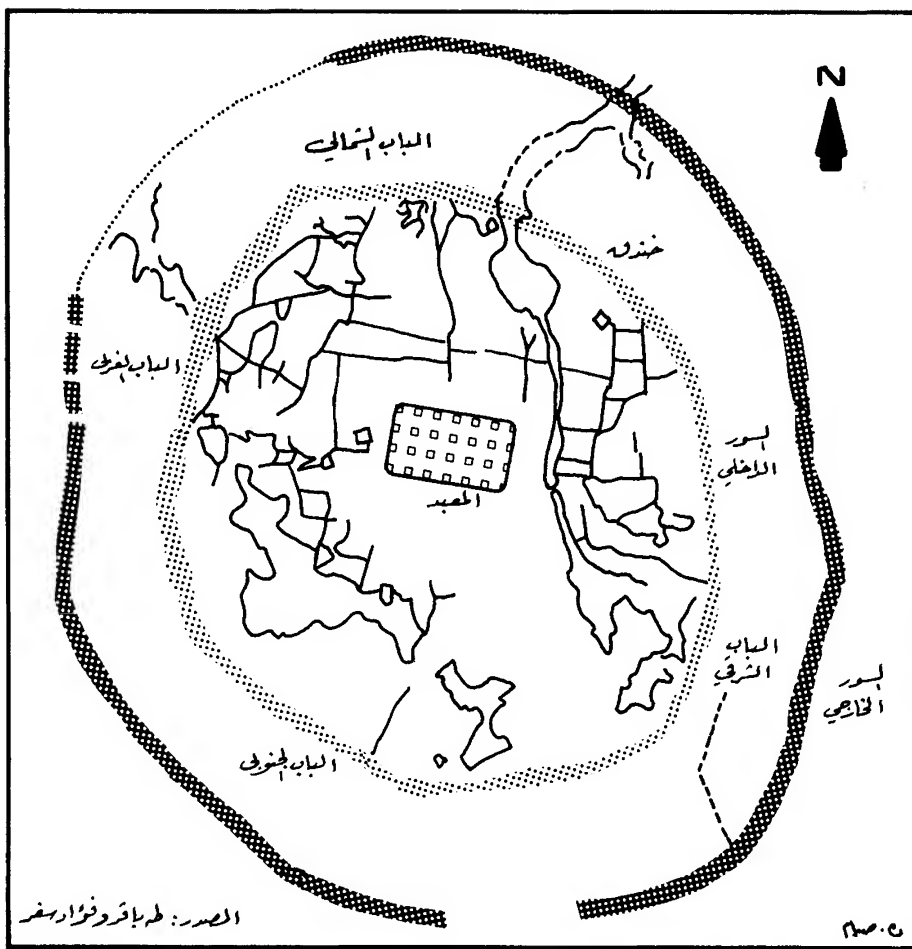 N
الباب الشمالي
خندق
الباب الغربي
السور
الداخلي
المعبد
الباب
الشرقي
السور
الخارجي
الباب الجنوبي
المصدر: طه باقر وفؤاد سفر